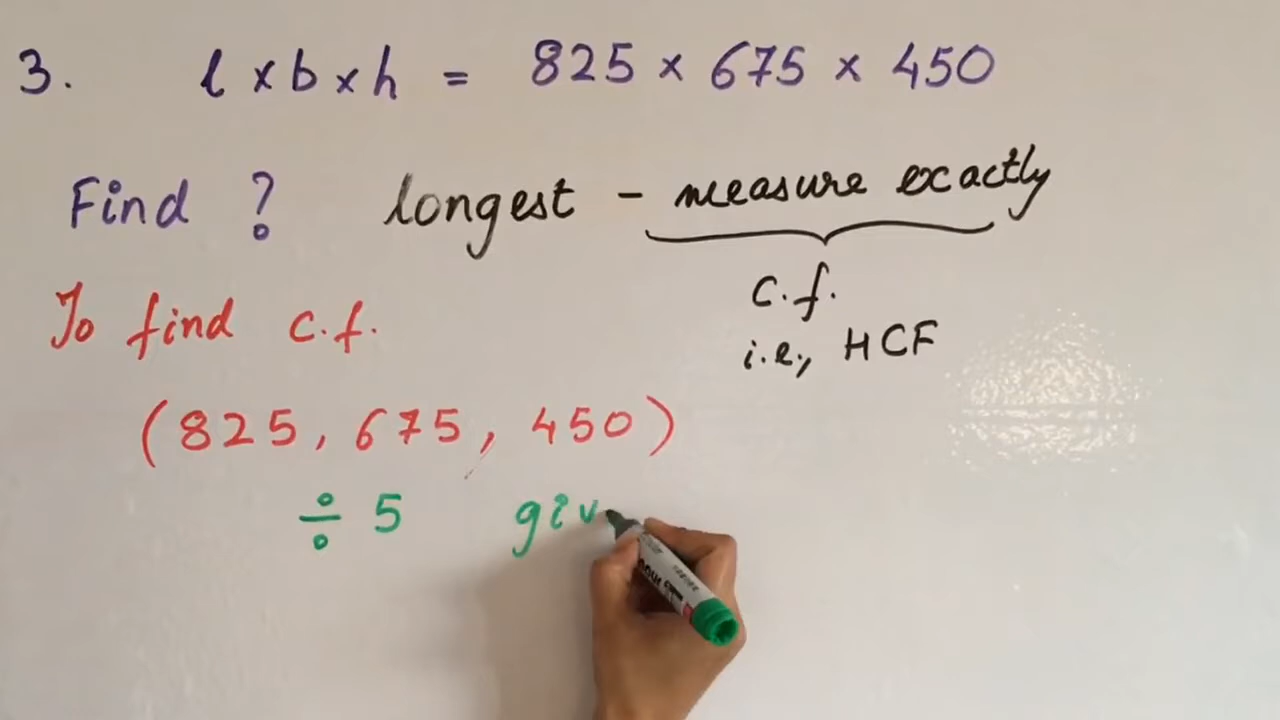 3. l × b × h = 825 × 675 × 450
Find ? longest - measure exactly
c.f.
i.e., HCF
To find c.f.
(825, 675, 450)
÷ 5 giv